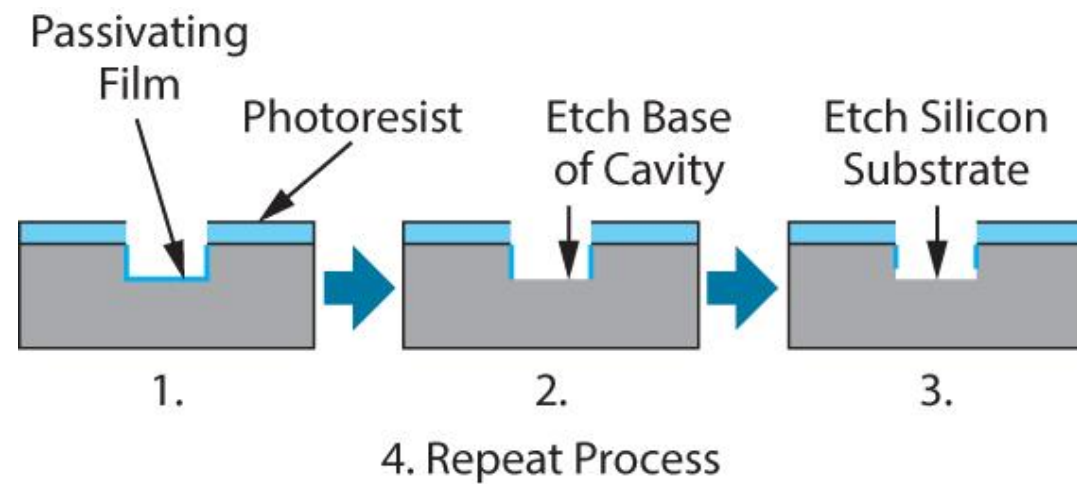 Passivating
Film
Photoresist
Etch Base
of Cavity
Etch Silicon
Substrate
1.
2.
3.
4. Repeat Process